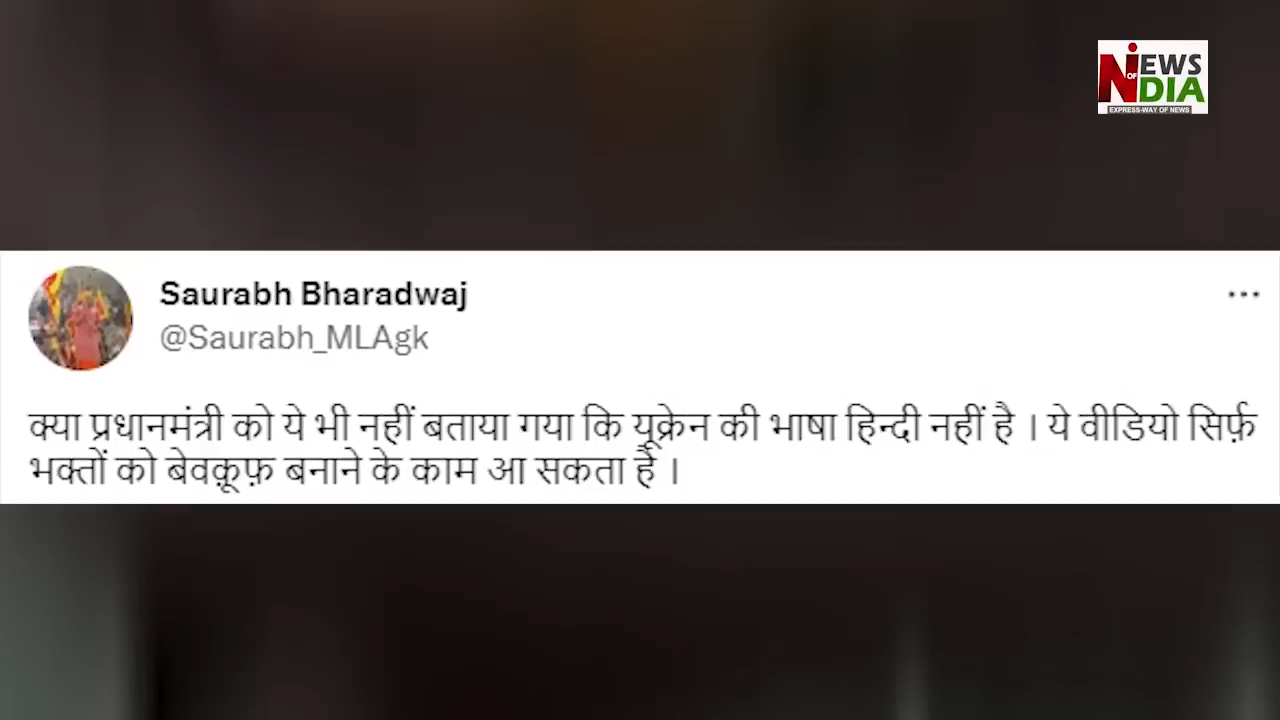 NEWS
OF
INDIA
EXPRESS-WAY OF NEWS
Saurabh Bharadwaj
@Saurabh_MLAgk
क्या प्रधानमंत्री को ये भी नहीं बताया गया कि यूक्रेन की भाषा हिन्दी नहीं है । ये वीडियो सिर्फ़
भक्तों को बेवक़ूफ़ बनाने के काम आ सकता है ।